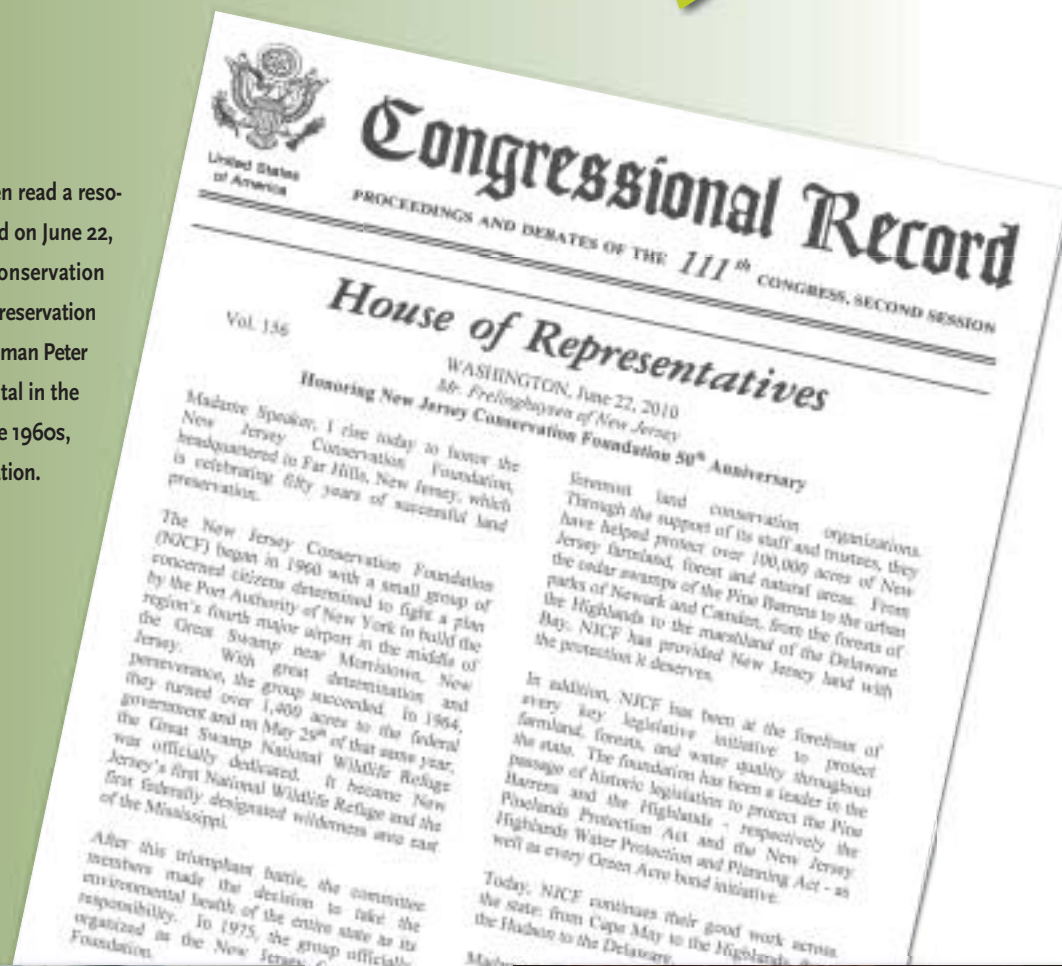 en read a reso-
d on June 22,
onservation
reservation
man Peter
tal in the
e 1960s,
tion.
United States
of America
Congressional Record
PROCEEDINGS AND DEBATES OF THE 111th CONGRESS, SECOND SESSION
House of Representatives
Vol. 156
WASHINGTON, June 22, 2010
Mr. Frelinghuysen of New Jersey
Honoring New Jersey Conservation Foundation 50th Anniversary
Madame Speaker, I rise today to honor the
New Jersey Conservation Foundation,
headquartered in Far Hills, New Jersey, which
is celebrating fifty years of successful land
preservation.
The New Jersey Conservation Foundation
(NJCF) began in 1960 with a small group of
concerned citizens determined to fight a plan
by the Port Authority of New York to build the
region's fourth major airport in the middle of
the Great Swamp near Morristown, New
Jersey. With great determination and
perseverance, the group succeeded. In 1964,
they turned over 1,400 acres to the federal
government and on May 29th of that same year,
the Great Swamp National Wildlife Refuge
was officially dedicated. It became New
Jersey's first National Wildlife Refuge and the
first federally designated wilderness area east
of the Mississippi.
After this triumphant battle, the committee
members made the decision to take the
environmental health of the entire state as its
responsibility. In 1975, the group officially
organized as the New Jersey
Foundation.
foremost land conservation organizations.
Through the support of its staff and trustees, they
have helped protect over 100,000 acres of New
Jersey farmland, forest and natural areas. From
the cedar swamps of the Pine Barrens to the urban
parks of Newark and Camden, from the forests of
the Highlands to the marshland of the Delaware
Bay, NJCF has provided New Jersey land with
the protection it deserves.
In addition, NJCF has been at the forefront of
every key legislative initiative to protect
farmland, forests, and water quality throughout
the state. The foundation has been a leader in the
passage of historic legislation to protect the Pine
Barrens and the Highlands - respectively the
Pinelands Protection Act and the New Jersey
Highlands Water Protection and Planning Act - as
well as every Green Acre bond initiative.
Today, NJCF continues their good work across
the state: from Cape May to the Highlands,
the Hudson to the Delaware.